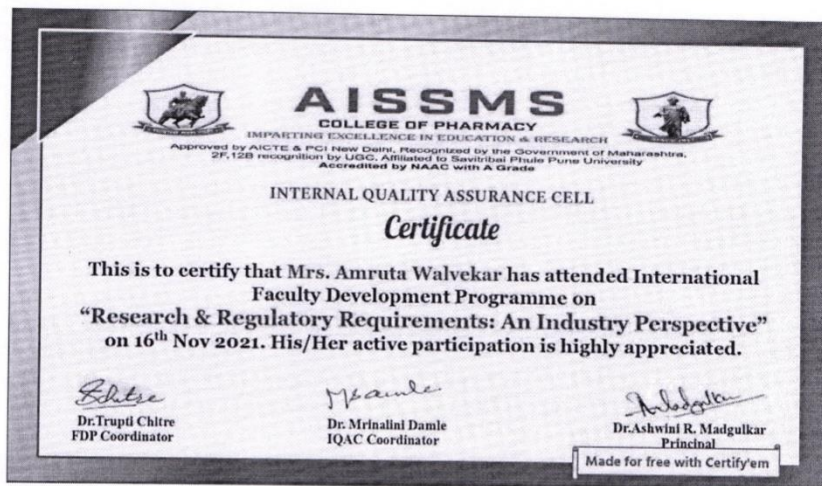 AISSMS
COLLEGE OF PHARMACY
IMPARTING EXCELLENCE IN EDUCATION & RESEARCH
Approved by AICTE & PCI New Delhi, Recognized by the Government of Maharashtra,
2F,12B recognition by UGC, Affiliated to Savitribai Phule Pune University
Accredited by NAAC with A Grade
INTERNAL QUALITY ASSURANCE CELL
Certificate
This is to certify that Mrs. Amruta Walvekar has attended International
Faculty Development Programme on
“Research & Regulatory Requirements: An Industry Perspective”
on 16th Nov 2021. His/Her active participation is highly appreciated.
Dr.Trupti Chitre
FDP Coordinator
Dr. Mrinalini Damle
IQAC Coordinator
Dr.Ashwini R. Madgulkar
Principal
Made for free with Certify'em